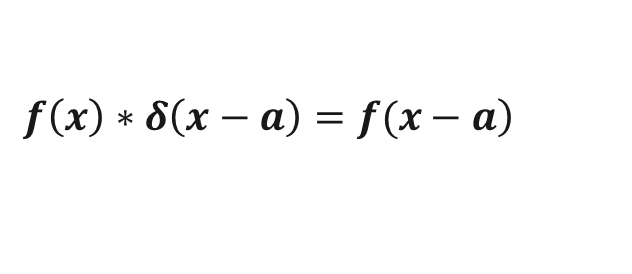 f(x) * δ(x − a) = f(x − a)